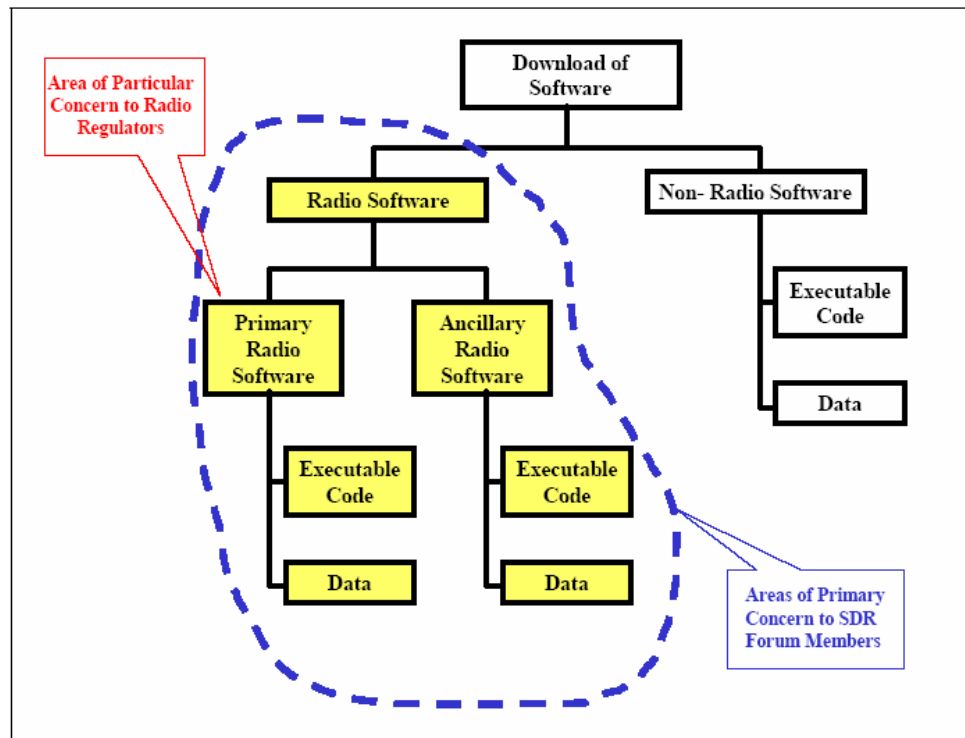 Download of
Software
Area of Particular
Concern to Radio
Regulators
Radio Software
Non- Radio Software
Primary
Radio
Software
Ancillary
Radio
Software
Executable
Code
Data
Executable
Code
Data
Executable
Code
Data
Areas of Primary
Concern to SDR
Forum Members